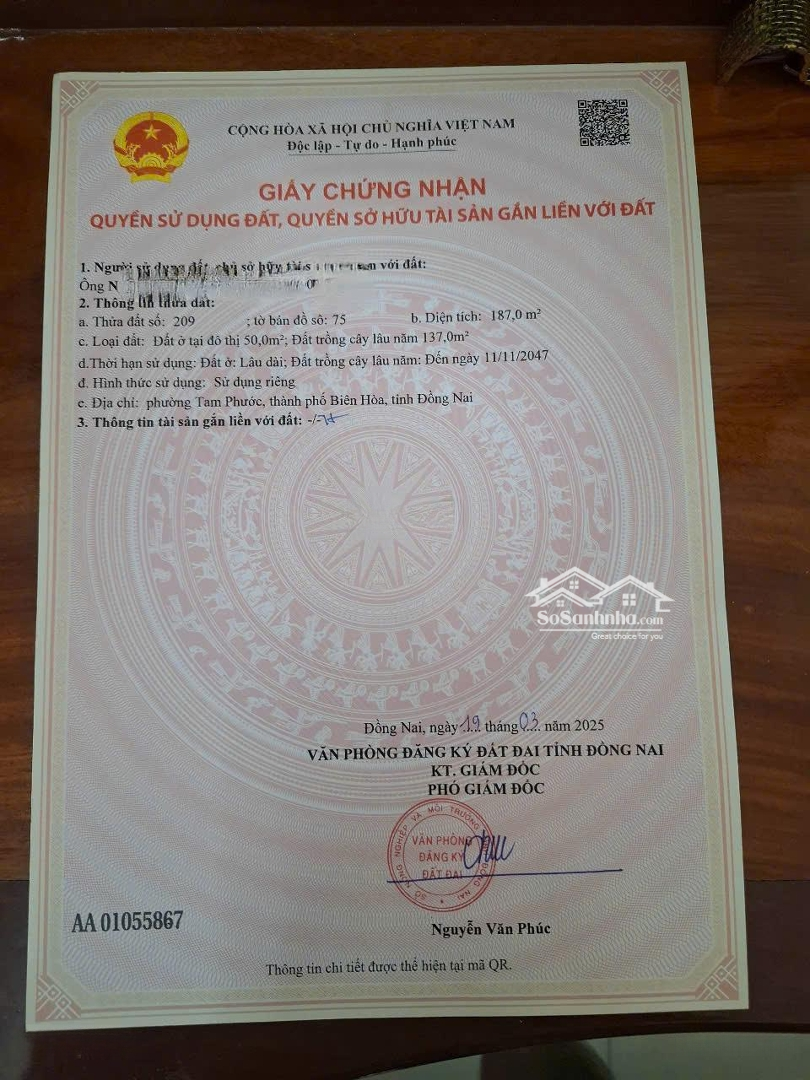 CỘNG HÒA XÃ HỘI CHỦ NGHĨA VIỆT NAM
Độc lập - Tự do - Hạnh phúc
GIẤY CHỨNG NHẬN
QUYỀN SỬ DỤNG ĐẤT, QUYỀN SỞ HỮU TÀI SẢN GẮN LIỀN VỚI ĐẤT
1. Người sử dụng đất, chủ sở hữu tài s với đất:
Ông N
2. Thông tin thửa đất:
a. Thửa đất số: 209 ; tờ bản đồ số: 75 b. Diện tích: 187,0 m²
c. Loại đất: Đất ở tại đô thị 50,0m²; Đất trồng cây lâu năm 137,0m²
d.Thời hạn sử dụng: Đất ở: Lâu dài; Đất trồng cây lâu năm: Đến ngày 11/11/2047
đ. Hình thức sử dụng: Sử dụng riêng
e. Địa chỉ: phường Tam Phước, thành phố Biên Hòa, tỉnh Đồng Nai
3. Thông tin tài sản gắn liền với đất: -/-
SoSanhnha.com
Great choice for you
Đồng Nai, ngày 19 tháng 03 năm 2025
VĂN PHÒNG ĐĂNG KÝ ĐẤT ĐAI TỈNH ĐỒNG NAI
KT. GIÁM ĐỐC
PHÓ GIÁM ĐỐC
SỞ NÔNG NGHIỆP VÀ MÔI TRƯỜNG ĐỒNG NAI
VĂN PHÒNG
ĐĂNG KÝ
ĐẤT ĐAI
AA 01055867
Nguyễn Văn Phúc
Thông tin chi tiết được thể hiện tại mã QR.